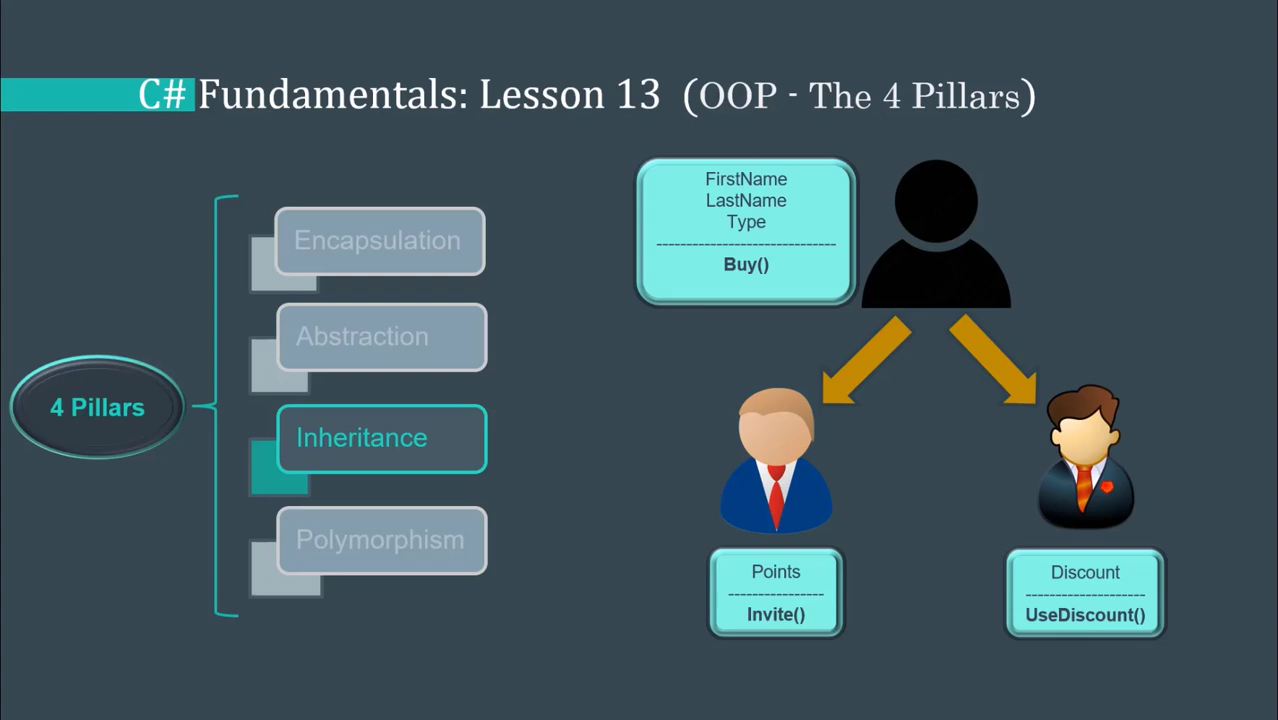 C# Fundamentals: Lesson 13 (OOP - The 4 Pillars)
4 Pillars
Encapsulation
Abstraction
Inheritance
Polymorphism
FirstName
LastName
Type
------------------------------
Buy()
Points
----------------
Invite()
Discount
--------------------
UseDiscount()